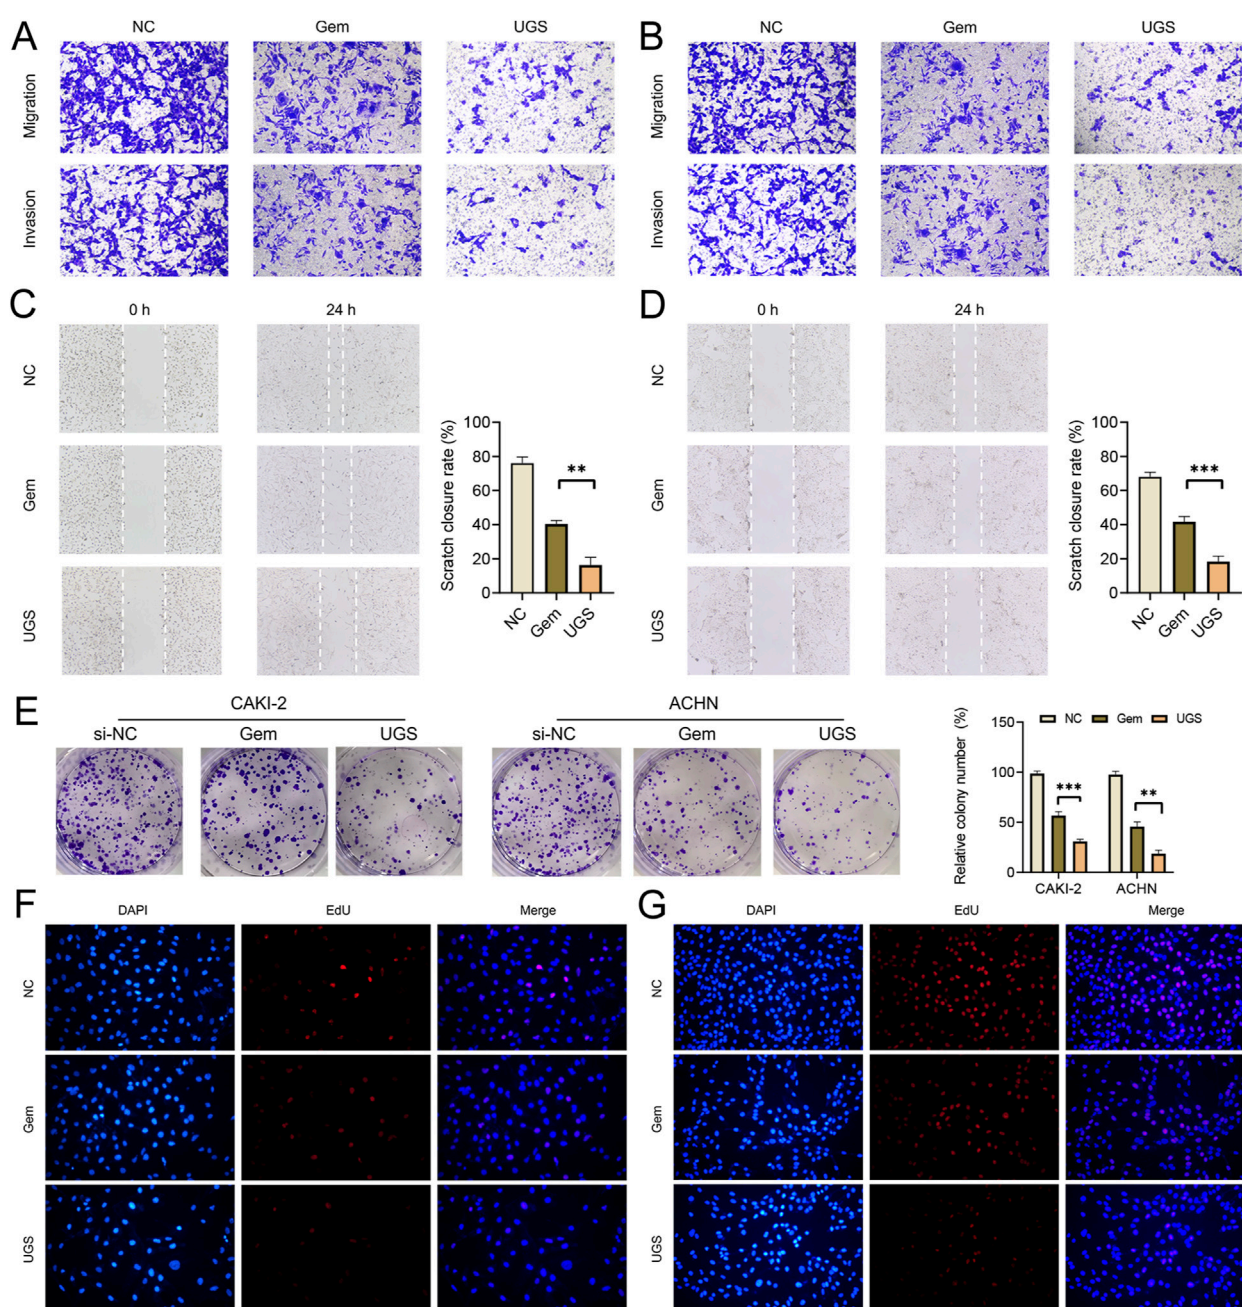 A
NC Gem UGS
Migration
Invasion
B
NC Gem UGS
Migration
Invasion
C
0 h 24 h
NC
Gem
UGS
Scratch closure rate (%)
100
80
60
40
20
0
**
NC Gem UGS
D
0 h 24 h
NC
Gem
UGS
Scratch closure rate (%)
100
80
60
40
20
0
***
NC Gem UGS
E
CAKI-2 ACHN
si-NC Gem UGS si-NC Gem UGS
Relative colony number (%)
NC Gem UGS
150
100
50
0
*** **
CAKI-2 ACHN
F
DAPI EdU Merge
NC
Gem
UGS
G
DAPI EdU Merge
NC
Gem
UGS